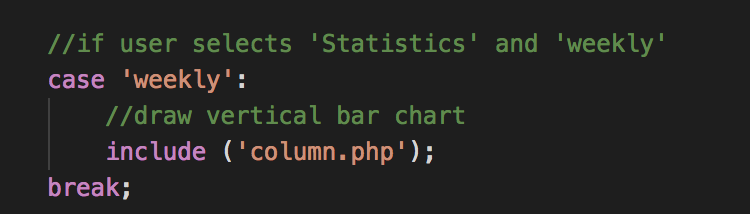 //if user selects 'Statistics' and 'weekly'
case 'weekly':
//draw vertical bar chart
include ('column.php');
break;